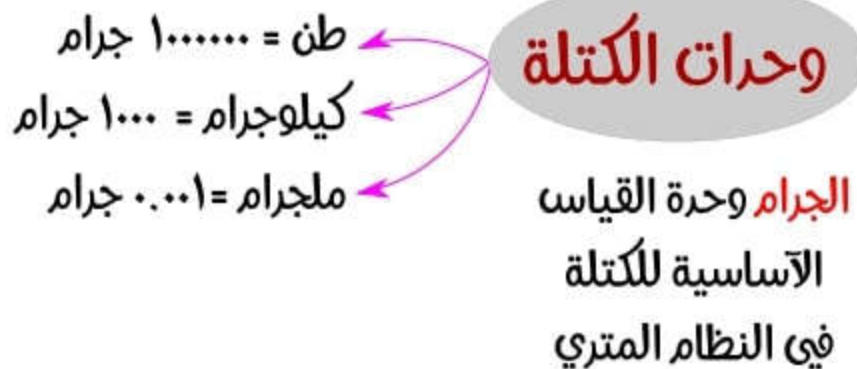 وحدات الكتلة
الجرام وحدة القياس
الآساسية للكتلة
في النظام المتري
طن = ١٠٠٠٠٠٠ جرام
كيلوجرام = ١٠٠٠ جرام
ملجرام =٠.٠٠١ جرام